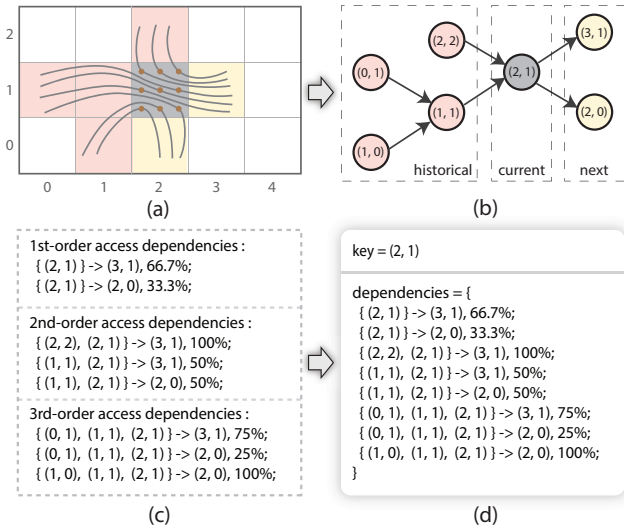 2
1
0
0 1 2 3 4
(a)
(2, 2)
(3, 1)
(0, 1)
(2, 1)
(1, 1)
(2, 0)
(1, 0)
historical
current
next
(b)
1st-order access dependencies :
{ (2, 1) } -> (3, 1), 66.7%;
{ (2, 1) } -> (2, 0), 33.3%;
2nd-order access dependencies :
{ (2, 2), (2, 1) } -> (3, 1), 100%;
{ (1, 1), (2, 1) } -> (3, 1), 50%;
{ (1, 1), (2, 1) } -> (2, 0), 50%;
3rd-order access dependencies :
{ (0, 1), (1, 1), (2, 1) } -> (3, 1), 75%;
{ (0, 1), (1, 1), (2, 1) } -> (2, 0), 25%;
{ (1, 0), (1, 1), (2, 1) } -> (2, 0), 100%;
(c)
key = (2, 1)
dependencies = {
{ (2, 1) } -> (3, 1), 66.7%;
{ (2, 1) } -> (2, 0), 33.3%;
{ (2, 2), (2, 1) } -> (3, 1), 100%;
{ (1, 1), (2, 1) } -> (3, 1), 50%;
{ (1, 1), (2, 1) } -> (2, 0), 50%;
{ (0, 1), (1, 1), (2, 1) } -> (3, 1), 75%;
{ (0, 1), (1, 1), (2, 1) } -> (2, 0), 25%;
{ (1, 0), (1, 1), (2, 1) } -> (2, 0), 100%;
}
(d)